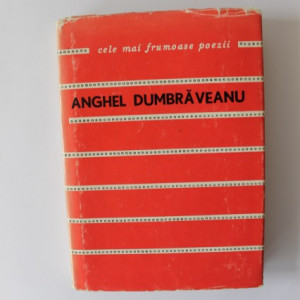 cele mai frumoase poezii
ANGHEL DUMBRĂVEANU